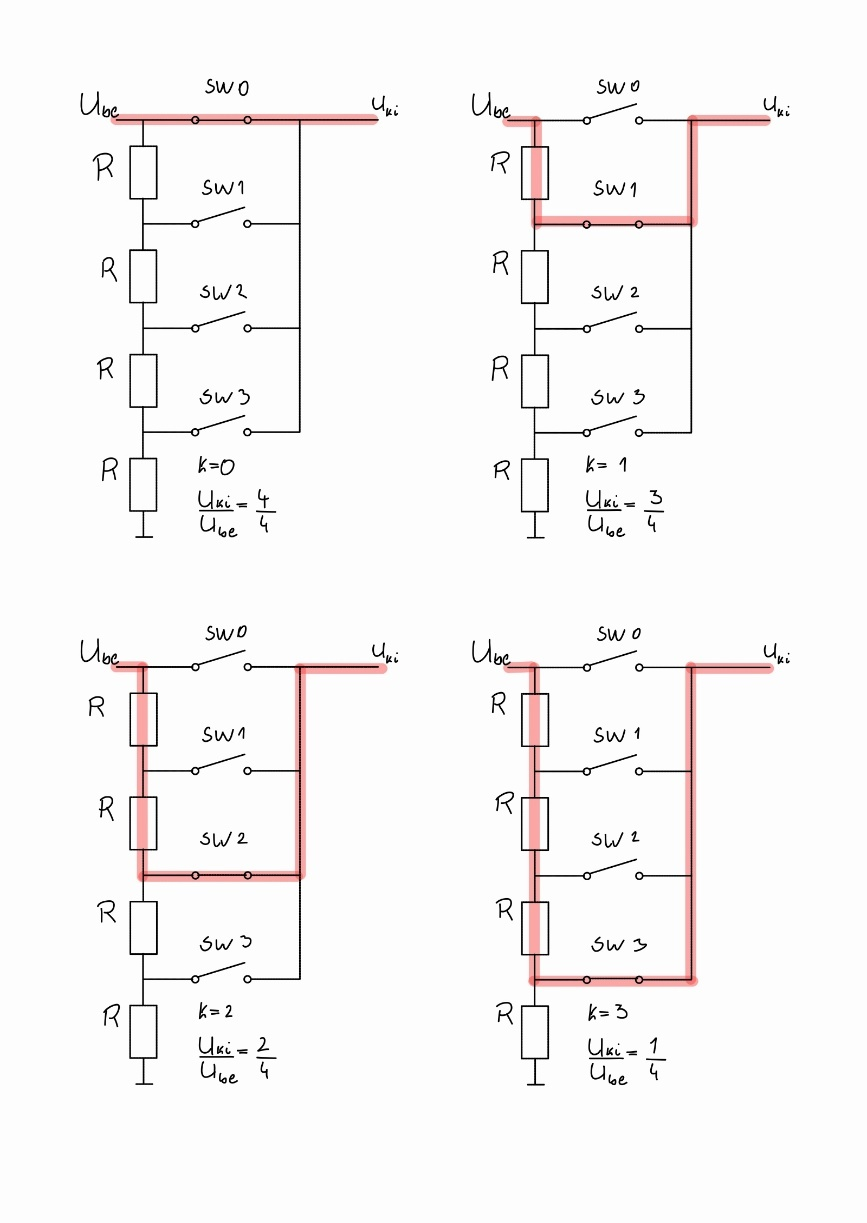 SW0
Ube
Uki
R
SW1
R
SW2
R
SW3
R
k=0
Uki/Ube = 4/4
SW0
Ube
Uki
R
SW1
R
SW2
R
SW3
R
k=1
Uki/Ube = 3/4
SW0
Ube
Uki
R
SW1
R
SW2
R
SW3
R
k=2
Uki/Ube = 2/4
SW0
Ube
Uki
R
SW1
R
SW2
R
SW3
R
k=3
Uki/Ube = 1/4